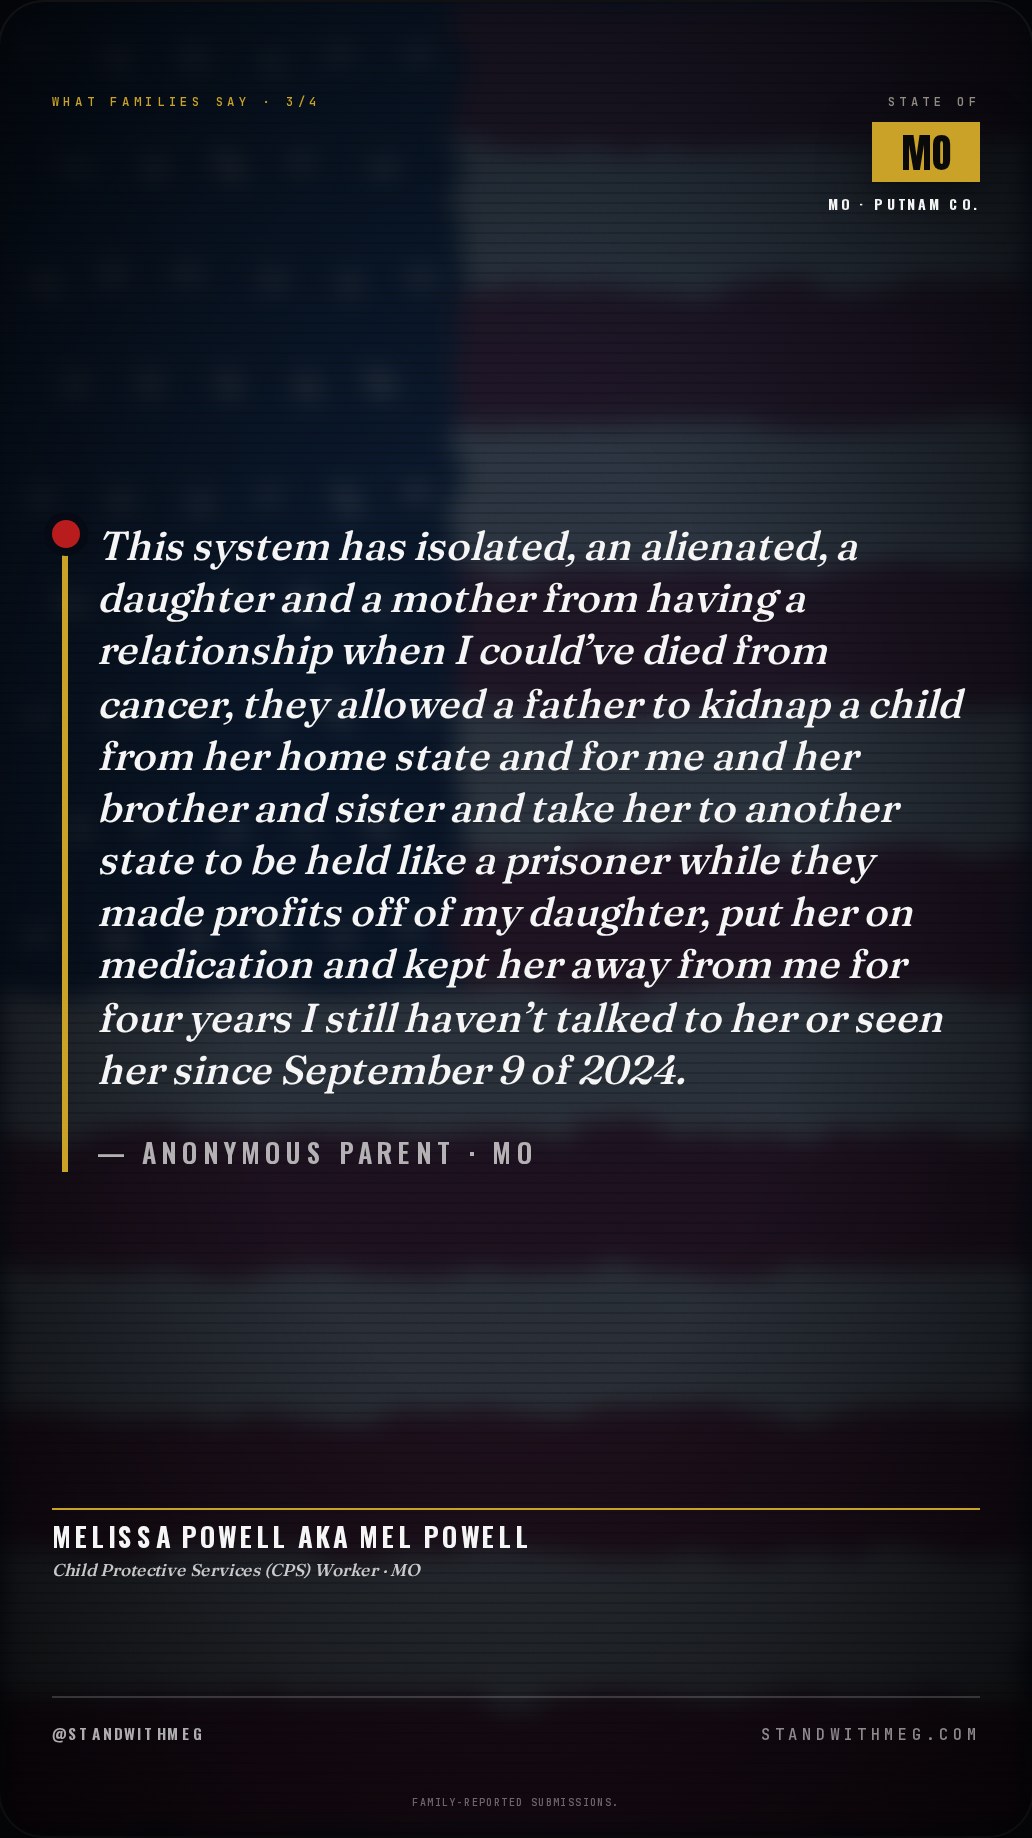 WHAT FAMILIES SAY · 3/4
STATE OF
MO
MO · PUTNAM CO.
This system has isolated, an alienated, a
daughter and a mother from having a
relationship when I could’ve died from
cancer, they allowed a father to kidnap a child
from her home state and for me and her
brother and sister and take her to another
state to be held like a prisoner while they
made profits off of my daughter, put her on
medication and kept her away from me for
four years I still haven’t talked to her or seen
her since September 9 of 2024.
— ANONYMOUS PARENT · MO
MELISSA POWELL AKA MEL POWELL
Child Protective Services (CPS) Worker · MO
@STANDWITHMEG
STANDWITHMEG.COM
FAMILY-REPORTED SUBMISSIONS.